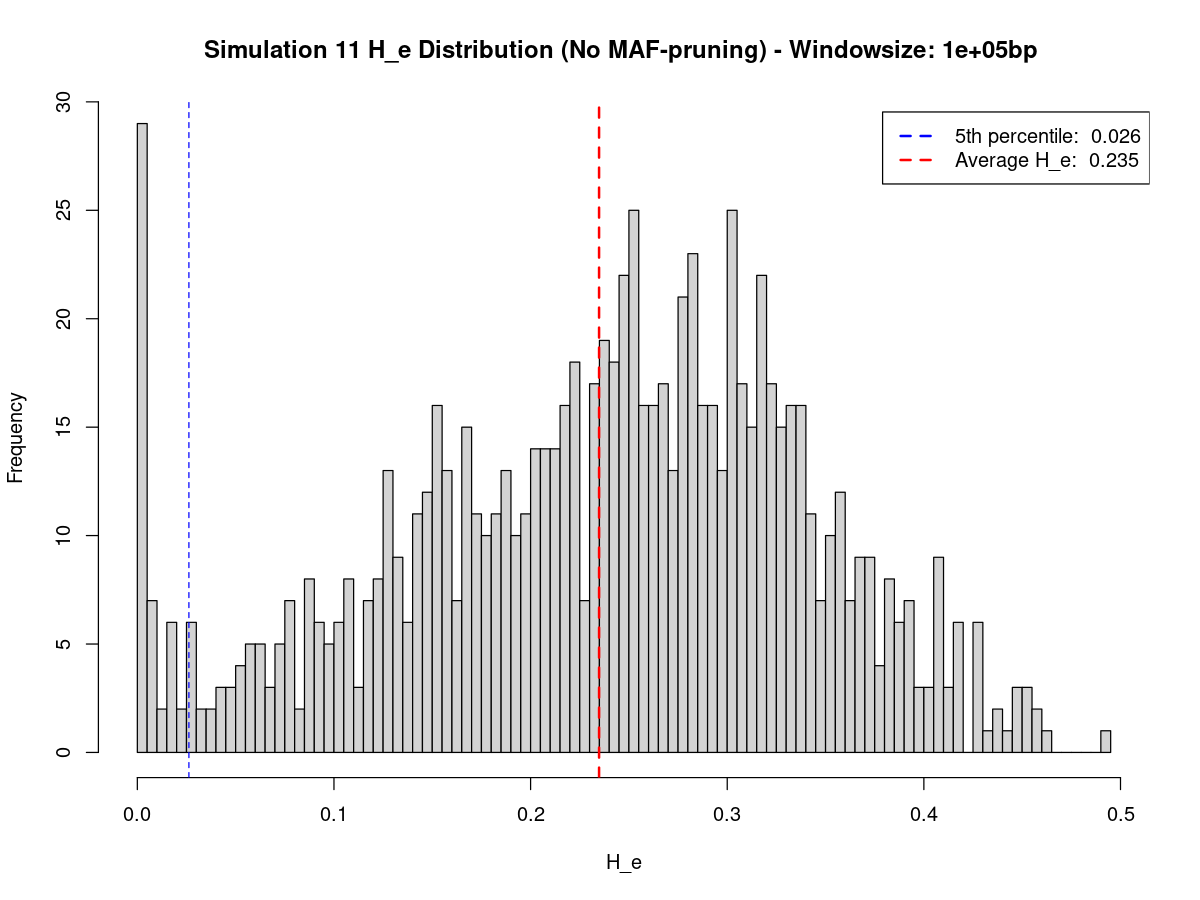 Simulation 11 H_e Distribution (No MAF-pruning) - Windowsize: 1e+05bp
5th percentile: 0.026
Average H_e: 0.235
Frequency
30
25
20
15
10
5
0
0.0 0.1 0.2 0.3 0.4 0.5
H_e